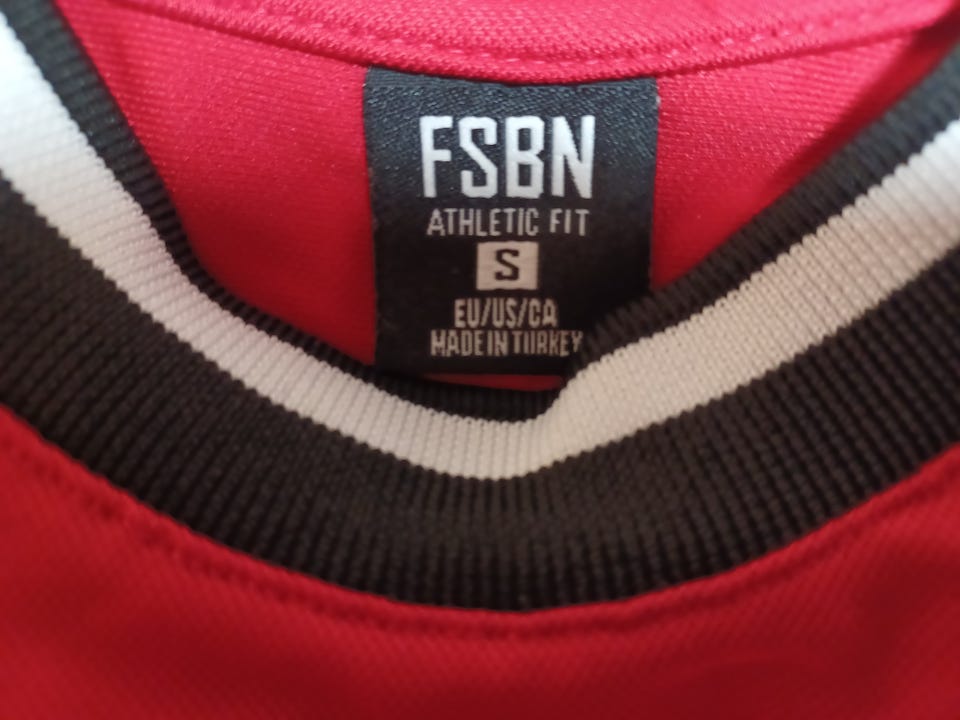 FSBN
ATHLETIC FIT
S
EU/US/CA
MADE IN TURKEY